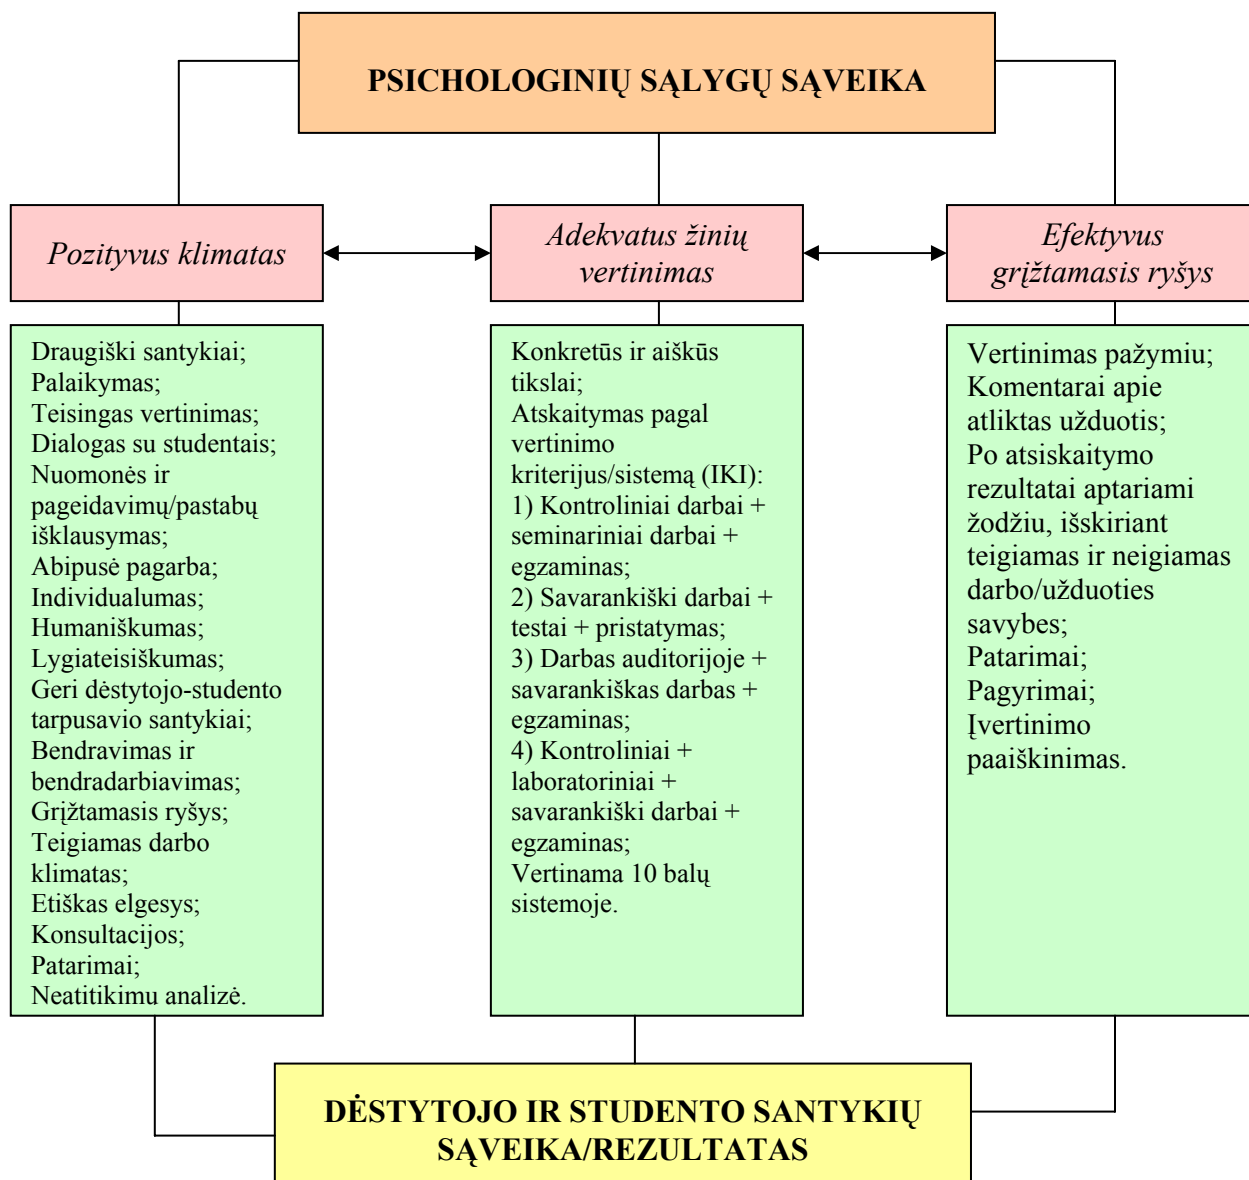 PSICHOLOGINIŲ SĄLYGŲ SĄVEIKA
Pozityvus klimatas
Adekvatus žinių
vertinimas
Efektyvus
grįžtamasis ryšys
Draugiški santykiai;
Palaikymas;
Teisingas vertinimas;
Dialogas su studentais;
Nuomonės ir
pageidavimų/pastabų
išklausymas;
Abipusė pagarba;
Individualumas;
Humaniškumas;
Lygiateisiškumas;
Geri dėstytojo-studento
tarpusavio santykiai;
Bendravimas ir
bendradarbiavimas;
Grįžtamasis ryšys;
Teigiamas darbo
klimatas;
Etiškas elgesys;
Konsultacijos;
Patarimai;
Neatitikimu analizė.
Konkretūs ir aiškūs
tikslai;
Atskaitymas pagal
vertinimo
kriterijus/sistemą (IKI):
1) Kontroliniai darbai +
seminariniai darbai +
egzaminas;
2) Savarankiški darbai +
testai + pristatymas;
3) Darbas auditorijoje +
savarankiškas darbas +
egzaminas;
4) Kontroliniai +
laboratoriniai +
savarankiški darbai +
egzaminas;
Vertinama 10 balų
sistemoje.
Vertinimas pažymiu;
Komentarai apie
atliktas užduotis;
Po atsiskaitymo
rezultatai aptariami
žodžiu, išskiriant
teigiamas ir neigiamas
darbo/užduoties
savybes;
Patarimai;
Pagyrimai;
Įvertinimo
paaiškinimas.
DĖSTYTOJO IR STUDENTO SANTYKIŲ
SĄVEIKA/REZULTATAS